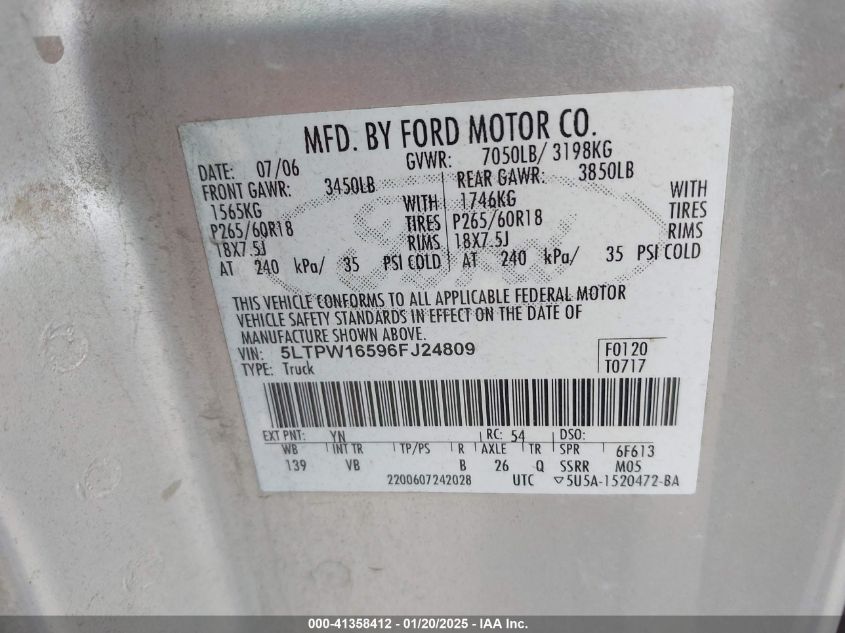 MFD. BY FORD MOTOR CO.
DATE: 07/06 GVWR: 7050LB/ 3198KG
FRONT GAWR: 3450LB REAR GAWR: 3850LB
1565KG WITH 1746KG WITH
P265/60R18 TIRES P265/60R18 TIRES
18X7.5J RIMS 18X7.5J RIMS
AT 240 kPa/ 35 PSI COLD AT 240 kPa/ 35 PSI COLD
THIS VEHICLE CONFORMS TO ALL APPLICABLE FEDERAL MOTOR
VEHICLE SAFETY STANDARDS IN EFFECT ON THE DATE OF
MANUFACTURE SHOWN ABOVE.
VIN: 5LTPW16596FJ24809 F0120
TYPE: Truck T0717
EXT PNT: YN RC: 54 DSO:
WB INT TR TP/PS R AXLE TR SPR 6F613
139 VB B 26 Q SSRR M05
2200607242028 UTC ▽5U5A-1520472-BA
000-41358412 / 01/20/2025 - IAA Inc.